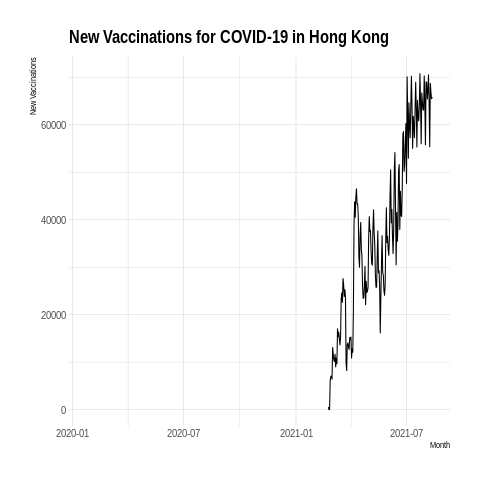 New Vaccinations for COVID-19 in Hong Kong
New Vaccinations
60000
40000
20000
0
2020-01 2020-07 2021-01 2021-07
Month